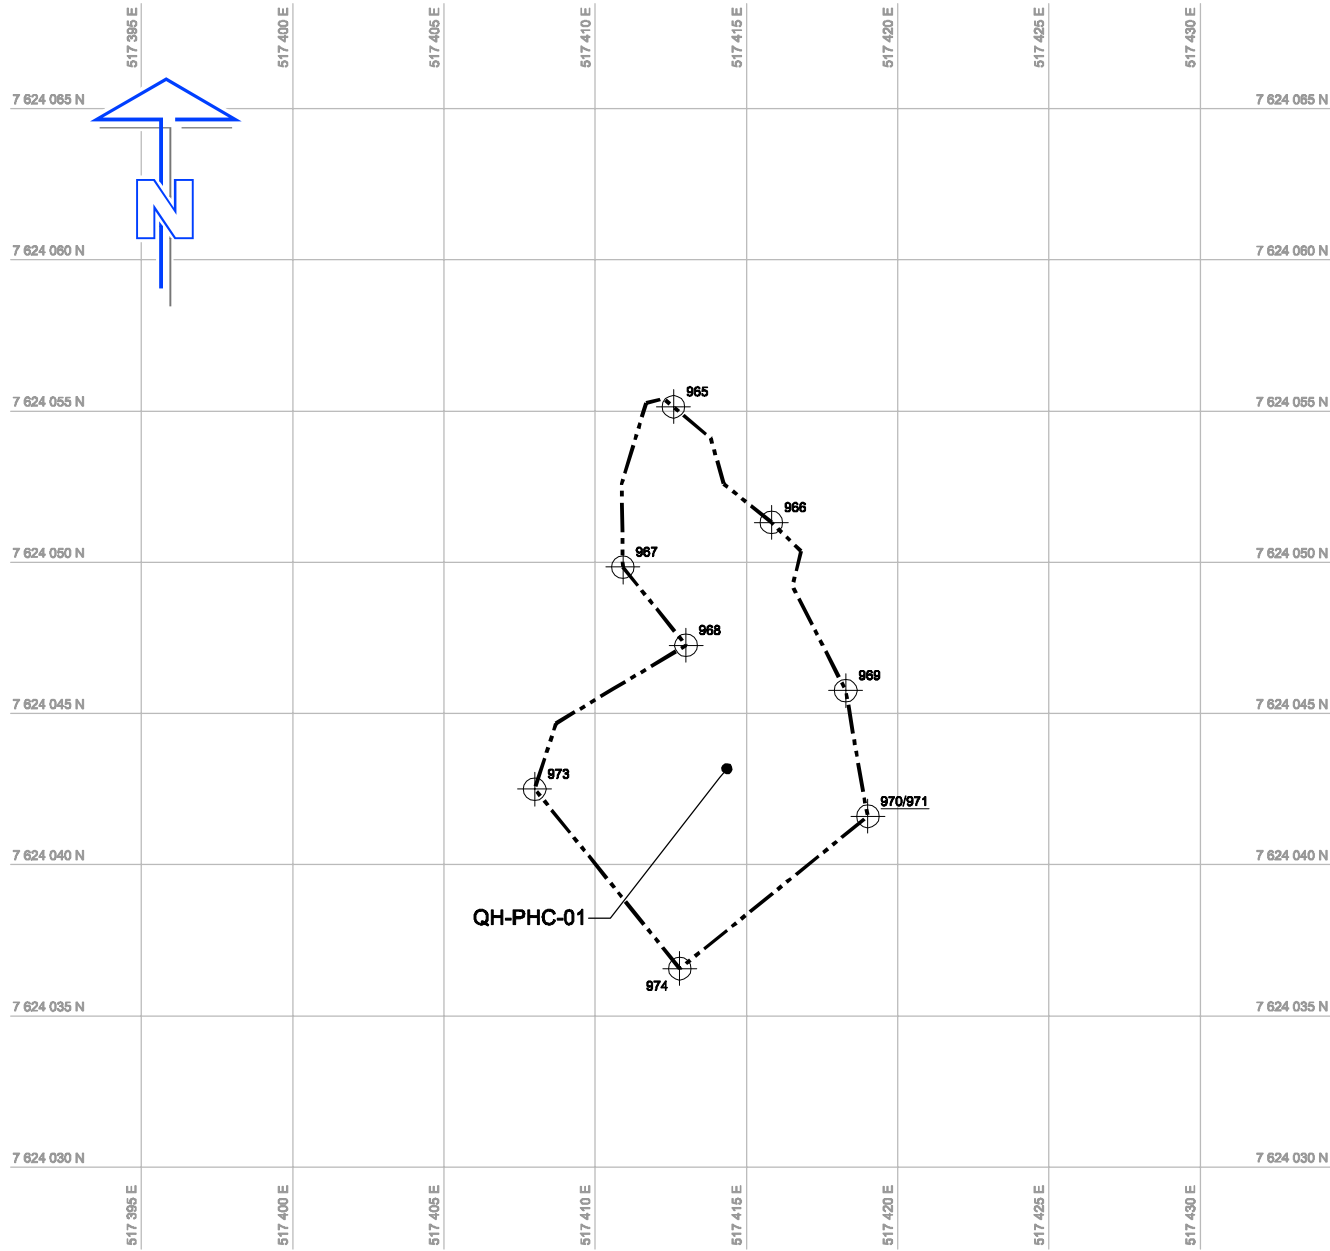 517 395 E
517 400 E
517 405 E
517 410 E
517 415 E
517 420 E
517 425 E
517 430 E
7 624 065 N
7 624 065 N
N
7 624 060 N
7 624 060 N
965
7 624 055 N
7 624 055 N
966
967
7 624 050 N
7 624 050 N
968
969
7 624 045 N
7 624 045 N
973
970/971
7 624 040 N
7 624 040 N
QH-PHC-01
974
7 624 035 N
7 624 035 N
7 624 030 N
7 624 030 N
517 395 E
517 400 E
517 405 E
517 410 E
517 415 E
517 420 E
517 425 E
517 430 E